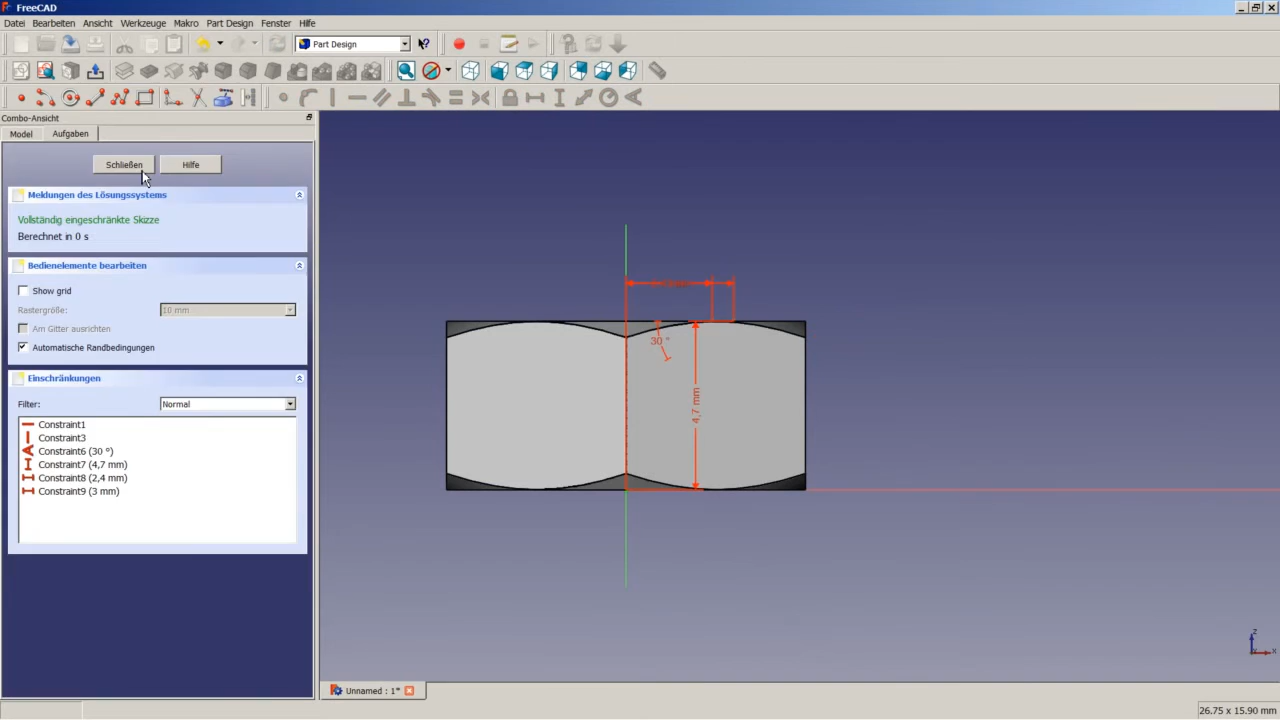 FreeCAD
Datei Bearbeiten Ansicht Werkzeuge Makro Part Design Fenster Hilfe
Part Design
Combo-Ansicht
Model Aufgaben
Schließen Hilfe
Meldungen des Lösungssystems
Vollständig eingeschränkte Skizze
Berechnet in 0 s
Bedienelemente bearbeiten
Show grid
Rastergröße: 10 mm
Am Gitter ausrichten
Automatische Randbedingungen
Einschränkungen
Filter: Normal
Constraint1
Constraint3
Constraint6 (30 °)
Constraint7 (4,7 mm)
Constraint8 (2,4 mm)
Constraint9 (3 mm)
30 °
4,7 mm
z
x
Unnamed : 1*
26.75 x 15.90 mm